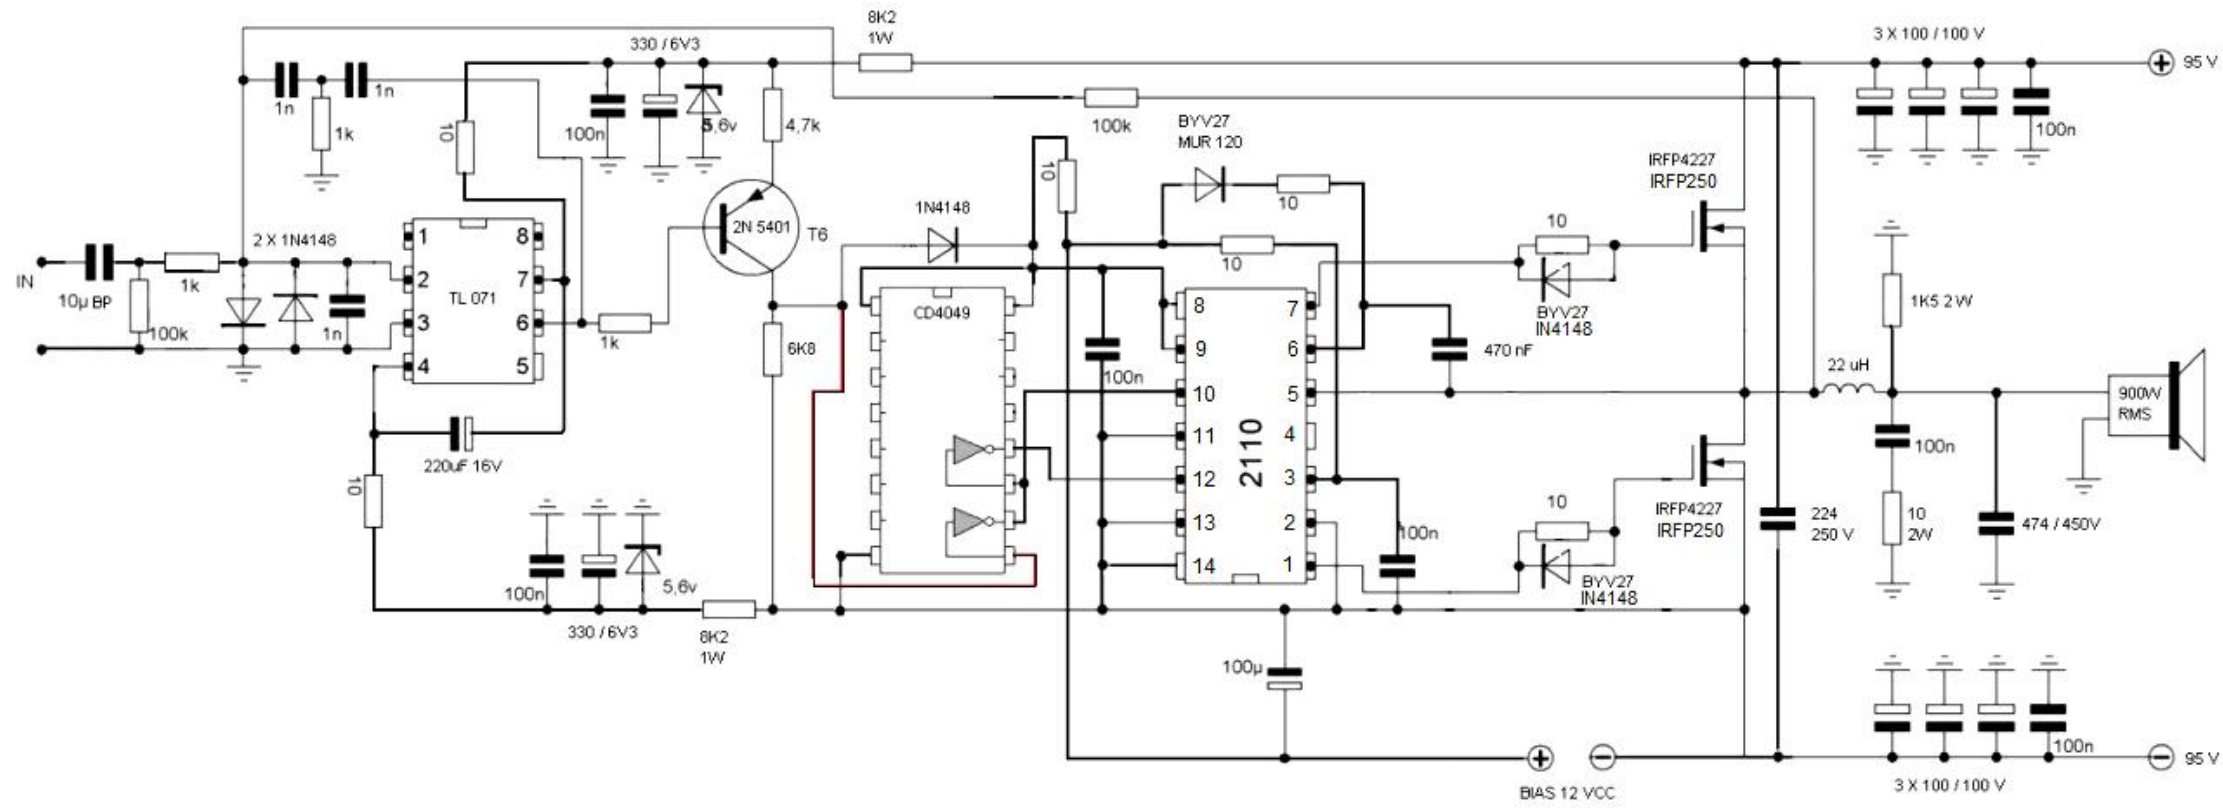 8K2
1W
330 / 6V3
3 X 100 / 100 V
95 V
1n
1n
1k
10
100n
5,6v
4,7k
100k
BYV27
MUR 120
100n
IRFP4227
IRFP250
10
10
2N 5401
T6
1N4148
10
10
1
8
2 X 1N4148
2
7
TL 071
3
6
4
5
IN
10µ BP
1k
100k
1n
1k
6K8
CD4049
8
7
9
6
10
5
11
4
12
3
13
2
14
1
2110
100n
BYV27
IN4148
470 nF
1K5 2 W
22 uH
900W
RMS
220uF 16V
10
100n
10
2W
474 / 450V
224
250 V
IRFP4227
IRFP250
10
100n
BYV27
IN4148
100n
5,6v
330 / 6V3
8K2
1W
100µ
100n
95 V
3 X 100 / 100 V
BIAS 12 VCC